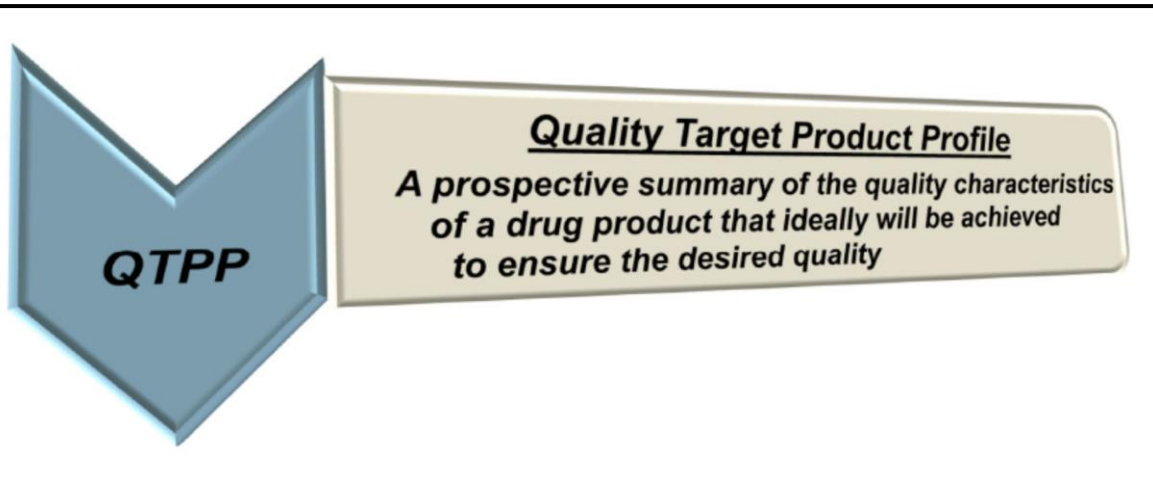 QTPP
Quality Target Product Profile
A prospective summary of the quality characteristics
of a drug product that ideally will be achieved
to ensure the desired quality